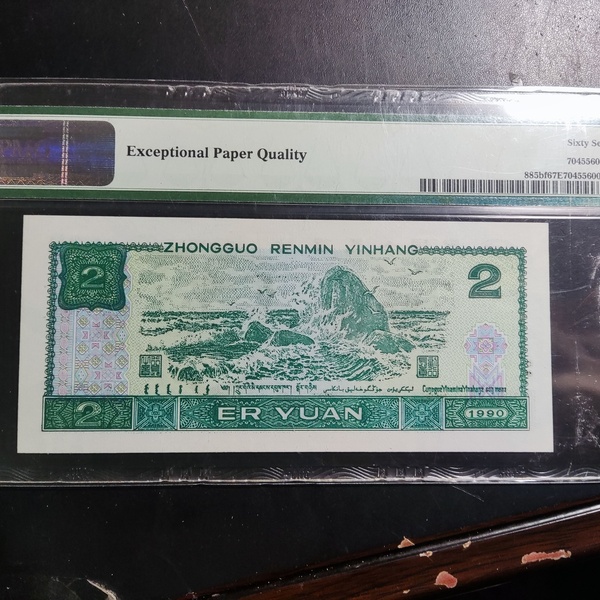 Exceptional Paper Quality
Sixty Se
7045560
885bf67E7045560
ZHONGGUO RENMIN YINHANG
2
2
2 ER YUAN 1990